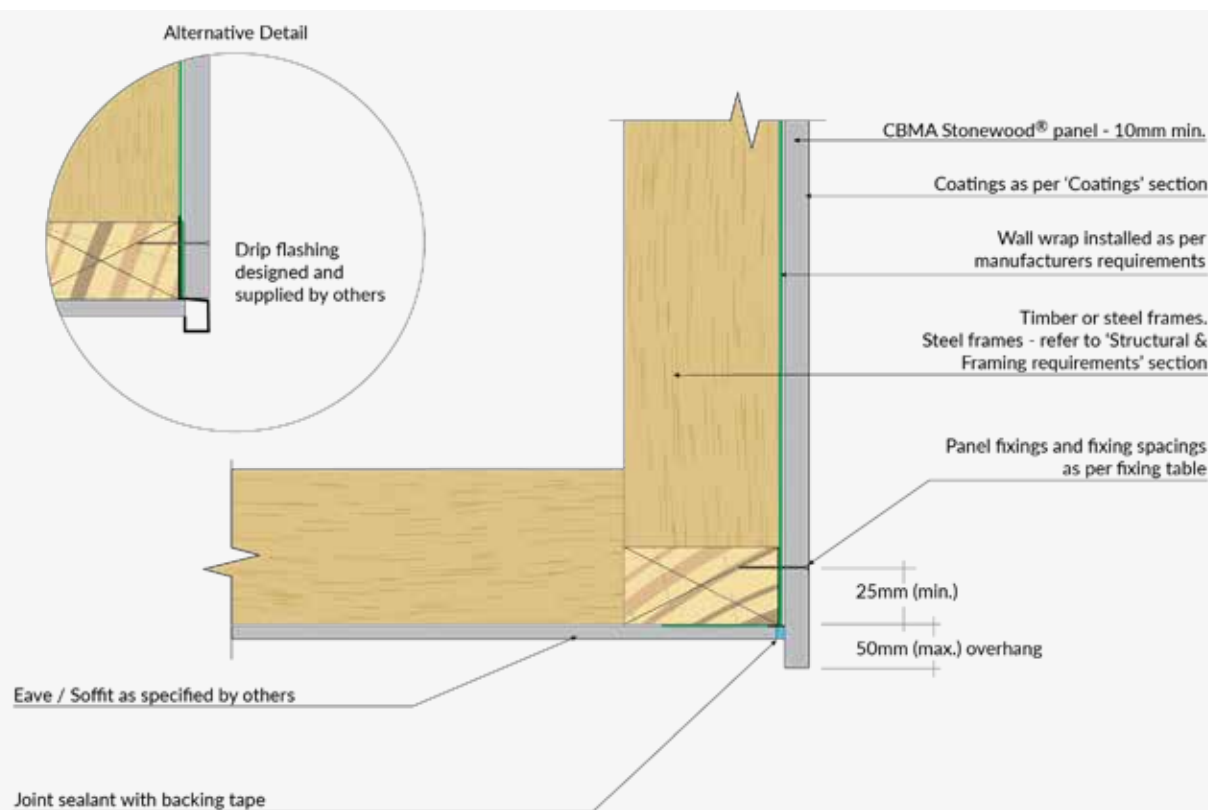 Alternative Detail
Drip flashing
designed and
supplied by others
CBMA Stonewood® panel - 10mm min.
Coatings as per 'Coatings' section
Wall wrap installed as per
manufacturers requirements
Timber or steel frames.
Steel frames - refer to 'Structural &
Framing requirements' section
Panel fixings and fixing spacings
as per fixing table
25mm (min.)
50mm (max.) overhang
Eave / Soffit as specified by others
Joint sealant with backing tape